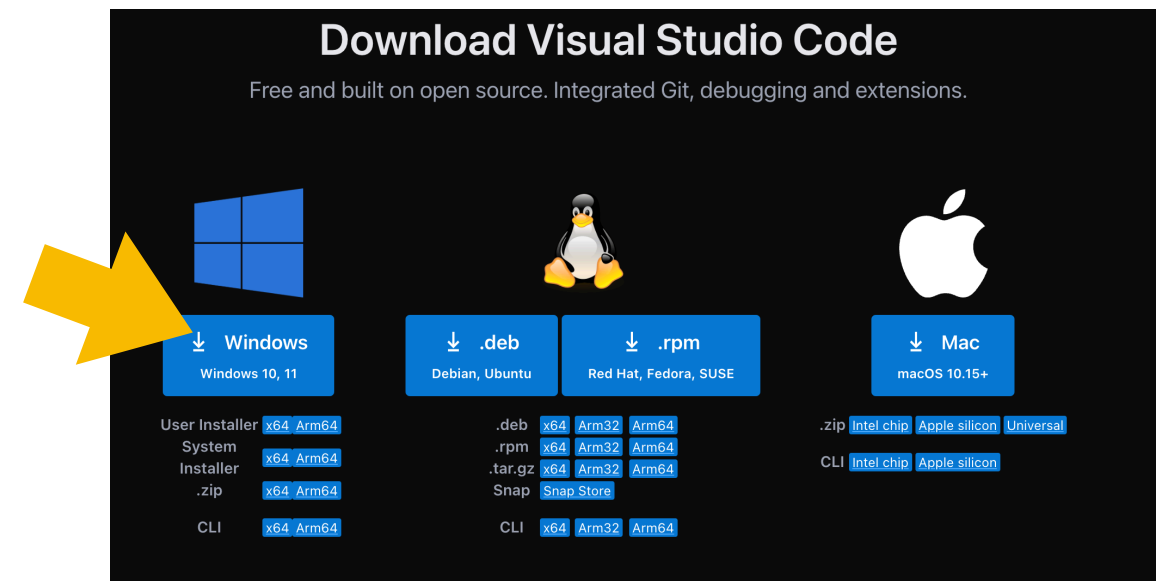 Download Visual Studio Code
Free and built on open source. Integrated Git, debugging and extensions.
Windows
Windows 10, 11
User Installer x64 Arm64
System Installer x64 Arm64
.zip x64 Arm64
CLI x64 Arm64
.deb
Debian, Ubuntu
.rpm
Red Hat, Fedora, SUSE
.deb x64 Arm32 Arm64
.rpm x64 Arm32 Arm64
.tar.gz x64 Arm32 Arm64
Snap Snap Store
CLI x64 Arm32 Arm64
Mac
macOS 10.15+
.zip Intel chip Apple silicon Universal
CLI Intel chip Apple silicon